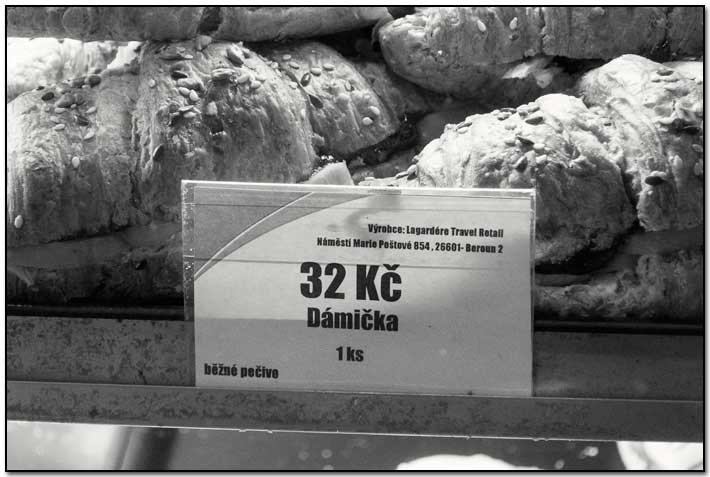 Výrobce: Lagardére Travel Retail
Náměstí Marie Poštové 854 , 26601- Beroun 2
32 Kč
Dámička
1 ks
běžné pečivo